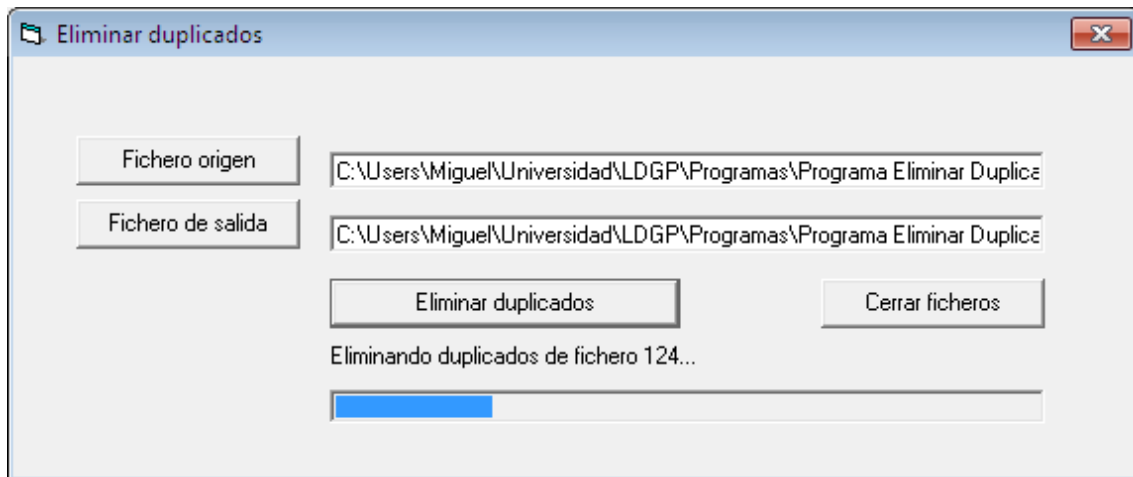 Eliminar duplicados
Fichero origen
C:\Users\Miguel\Universidad\LDGP\Programas\Programa Eliminar Duplica
Fichero de salida
C:\Users\Miguel\Universidad\LDGP\Programas\Programa Eliminar Duplica
Eliminar duplicados
Cerrar ficheros
Eliminando duplicados de fichero 124...